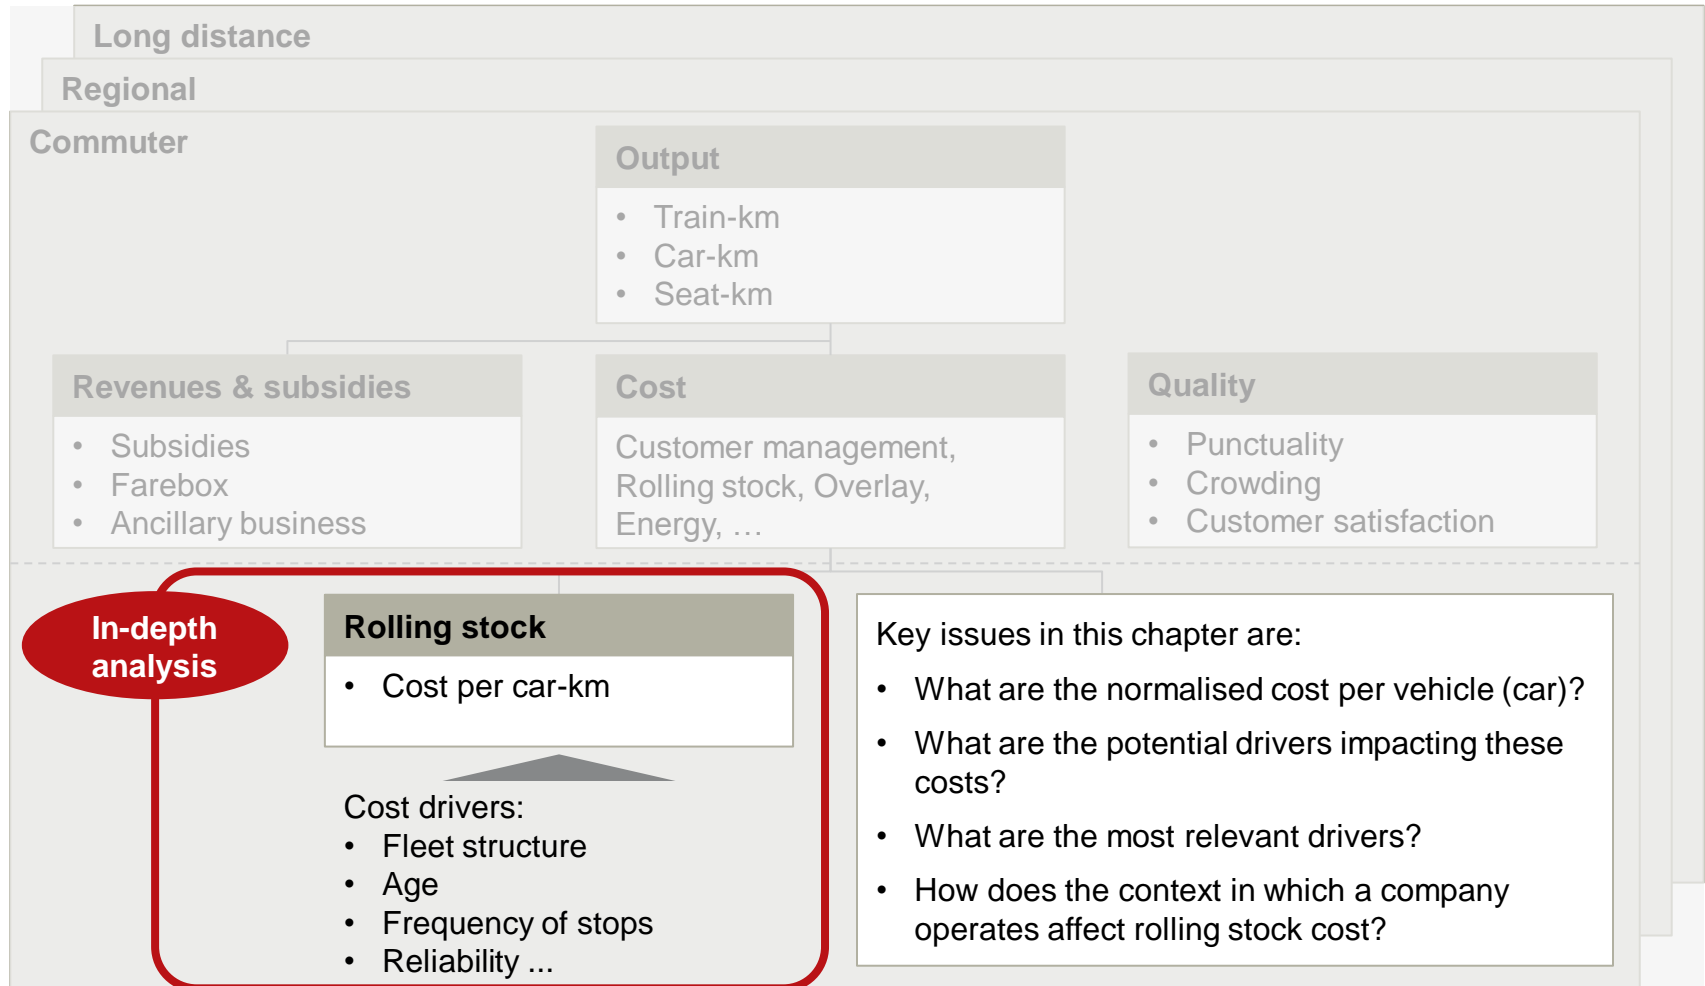 Long distance
Regional
Commuter
Output
• Train-km
• Car-km
• Seat-km
Revenues & subsidies
• Subsidies
• Farebox
• Ancillary business
Cost
Customer management,
Rolling stock, Overlay,
Energy, …
Quality
• Punctuality
• Crowding
• Customer satisfaction
In-depth
analysis
Rolling stock
• Cost per car-km
Cost drivers:
• Fleet structure
• Age
• Frequency of stops
• Reliability ...
Key issues in this chapter are:
• What are the normalised cost per vehicle (car)?
• What are the potential drivers impacting these
costs?
• What are the most relevant drivers?
• How does the context in which a company
operates affect rolling stock cost?